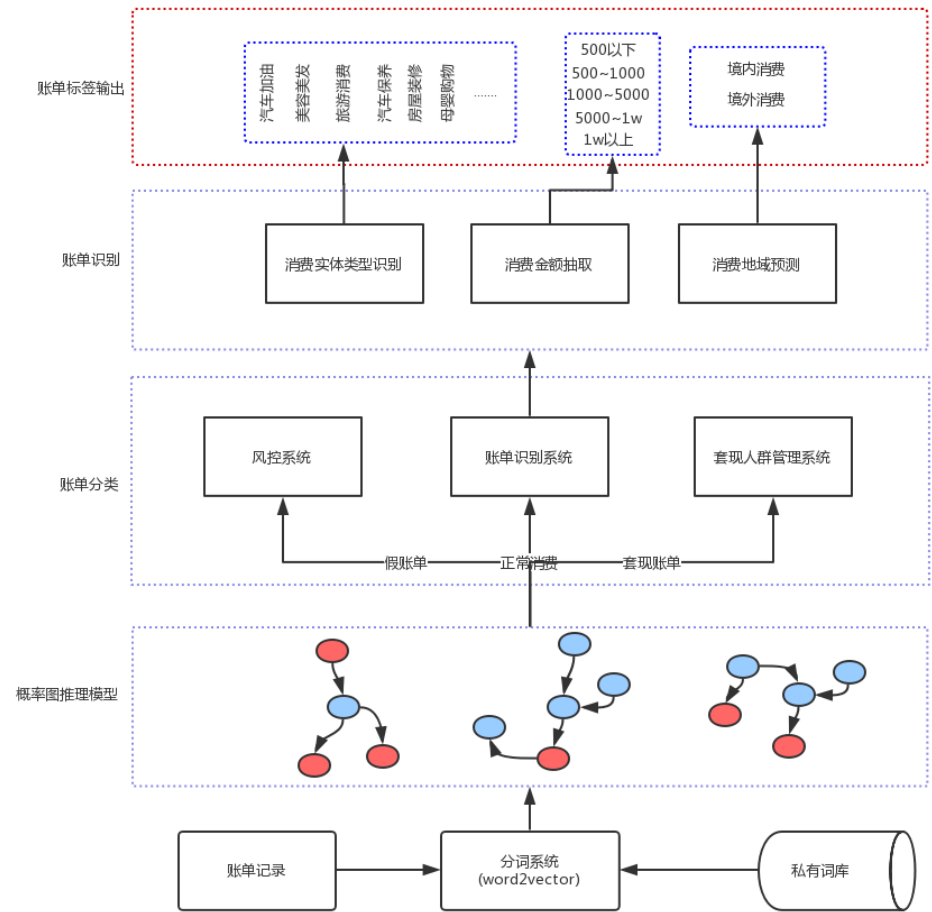 账单标签输出
汽车加油
美容美发
旅游消费
汽车保养
房屋装修
母婴购物
.......
500以下
500~1000
1000~5000
5000~1w
1w以上
境内消费
境外消费
账单识别
消费实体类型识别
消费金额抽取
消费地域预测
账单分类
风控系统
账单识别系统
套现人群管理系统
假账单
正常消费
套现账单
概率图推理模型
账单记录
分词系统
(word2vector)
私有词库